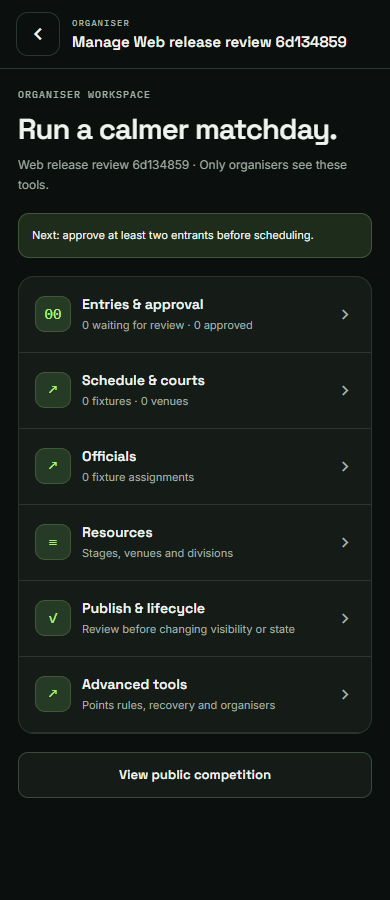 ORGANISER
Manage Web release review 6d134859
ORGANISER WORKSPACE
Run a calmer matchday.
Web release review 6d134859 · Only organisers see these
tools.
Next: approve at least two entrants before scheduling.
00
Entries & approval
0 waiting for review · 0 approved
↗
Schedule & courts
0 fixtures · 0 venues
↗
Officials
0 fixture assignments
≡
Resources
Stages, venues and divisions
√
Publish & lifecycle
Review before changing visibility or state
↗
Advanced tools
Points rules, recovery and organisers
View public competition